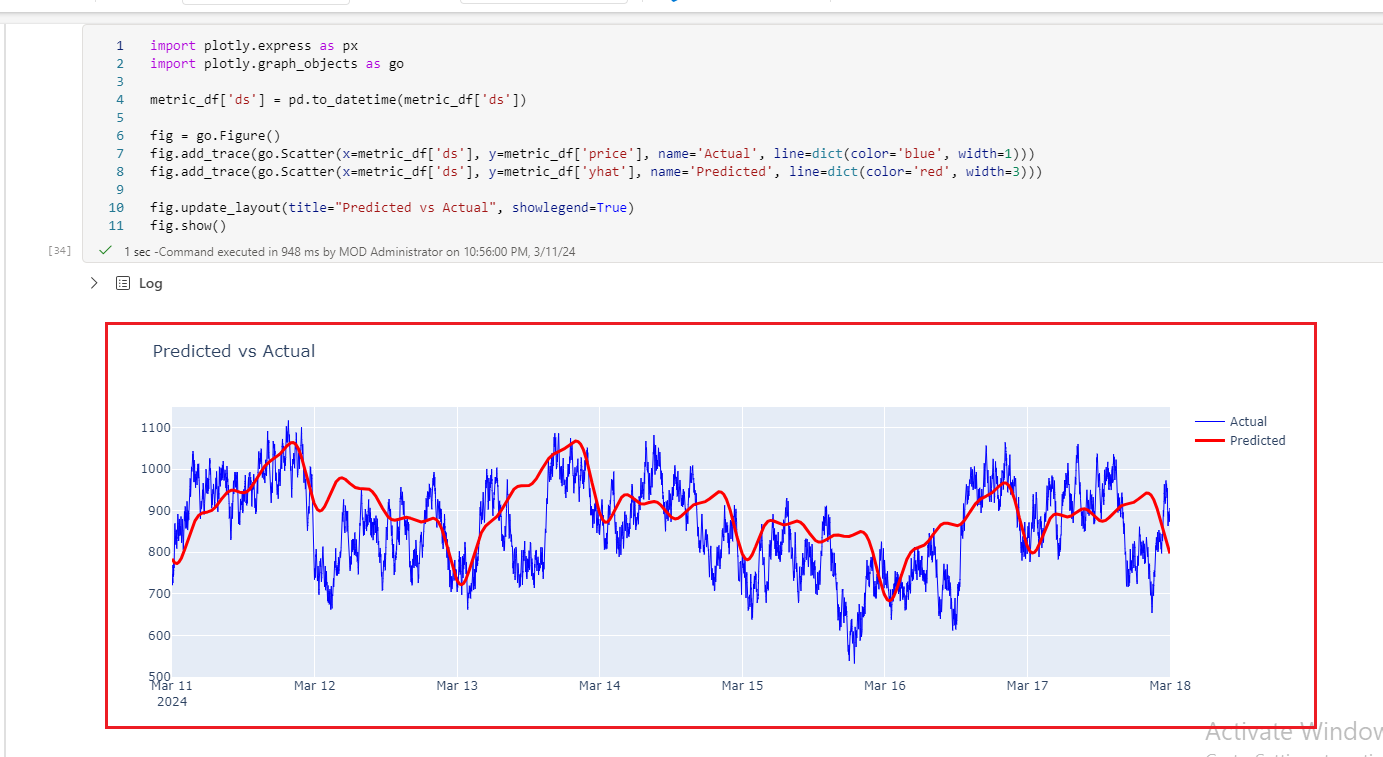 1 import plotly.express as px
2 import plotly.graph_objects as go
3
4 metric_df['ds'] = pd.to_datetime(metric_df['ds'])
5
6 fig = go.Figure()
7 fig.add_trace(go.Scatter(x=metric_df['ds'], y=metric_df['price'], name='Actual', line=dict(color='blue', width=1)))
8 fig.add_trace(go.Scatter(x=metric_df['ds'], y=metric_df['yhat'], name='Predicted', line=dict(color='red', width=3)))
9
10 fig.update_layout(title="Predicted vs Actual", showlegend=True)
11 fig.show()
[34] 1 sec -Command executed in 948 ms by MOD Administrator on 10:56:00 PM, 3/11/24
Log
Predicted vs Actual
Actual
Predicted
1100
1000
900
800
700
600
500
Mar 11 Mar 12 Mar 13 Mar 14 Mar 15 Mar 16 Mar 17 Mar 18
2024
Activate Window